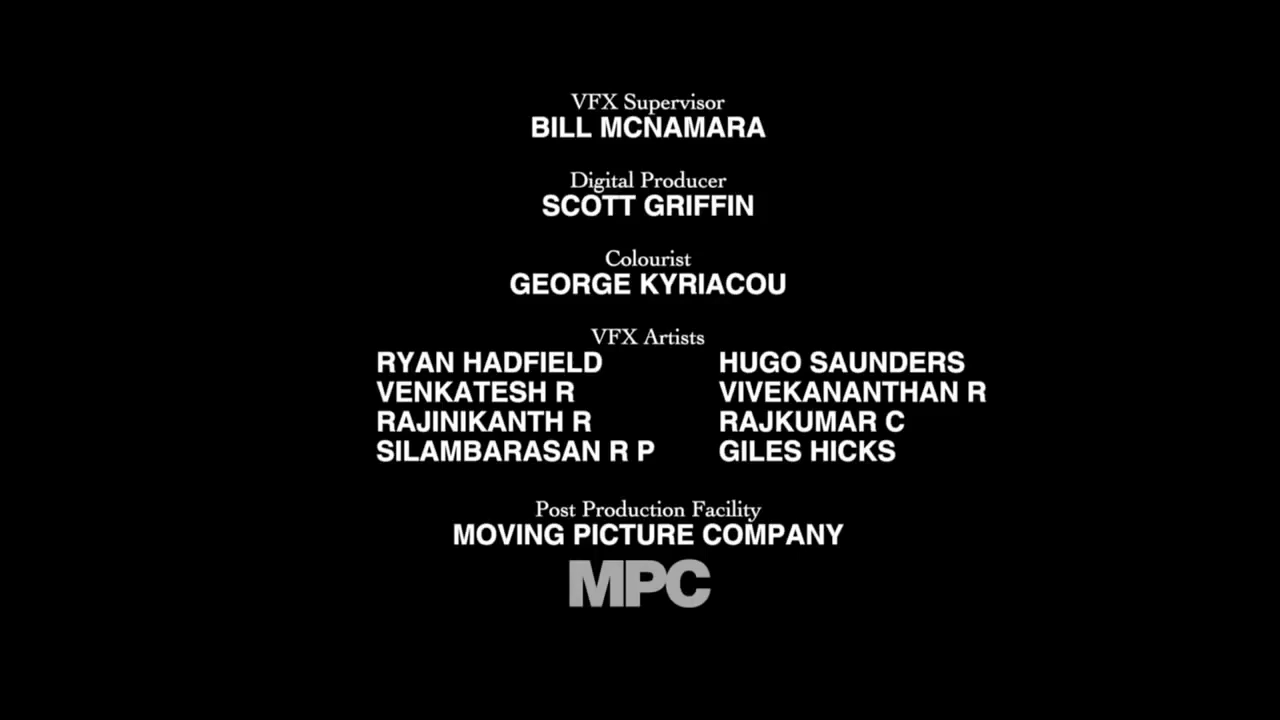 VFX Supervisor
BILL MCNAMARA
Digital Producer
SCOTT GRIFFIN
Colourist
GEORGE KYRIACOU
VFX Artists
RYAN HADFIELD HUGO SAUNDERS
VENKATESH R VIVEKANANTHAN R
RAJINIKANTH R RAJKUMAR C
SILAMBARASAN R P GILES HICKS
Post Production Facility
MOVING PICTURE COMPANY
MPC